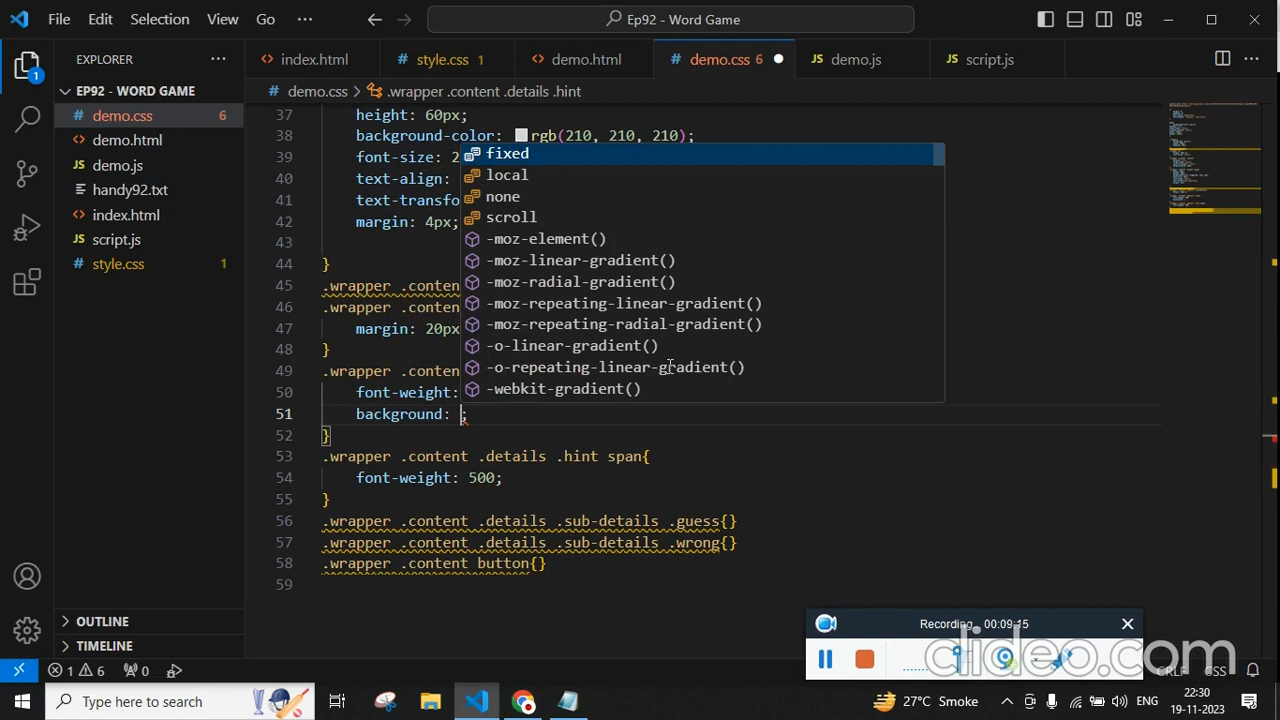 File Edit Selection View Go ··· Ep92 - Word Game
EXPLORER ··· index.html style.css 1 demo.html demo.css 6 demo.js script.js ···
1
EP92 - WORD GAME
demo.css > .wrapper .content .details .hint
demo.css 6
demo.html
demo.js
handy92.txt
index.html
script.js
style.css 1
37 height: 60px;
38 background-color: rgb(210, 210, 210);
39 font-size: 2
40 text-align:
41 text-transfo
42 margin: 4px;
43
44 }
45 .wrapper .conten
46 .wrapper .conten
47 margin: 20px
48 }
49 .wrapper .conten
50 font-weight:
51 background: ;
52 }
53 .wrapper .content .details .hint span{
54 font-weight: 500;
55 }
56 .wrapper .content .details .sub-details .guess{}
57 .wrapper .content .details .sub-details .wrong{}
58 .wrapper .content button{}
59
fixed
local
none
scroll
-moz-element()
-moz-linear-gradient()
-moz-radial-gradient()
-moz-repeating-linear-gradient()
-moz-repeating-radial-gradient()
-o-linear-gradient()
-o-repeating-linear-gradient()
-webkit-gradient()
OUTLINE
TIMELINE
Recording... 00:09:15
clideo.com
1 6 0 CRLF CSS
Type here to search 27°C Smoke ENG 22:30
19-11-2023